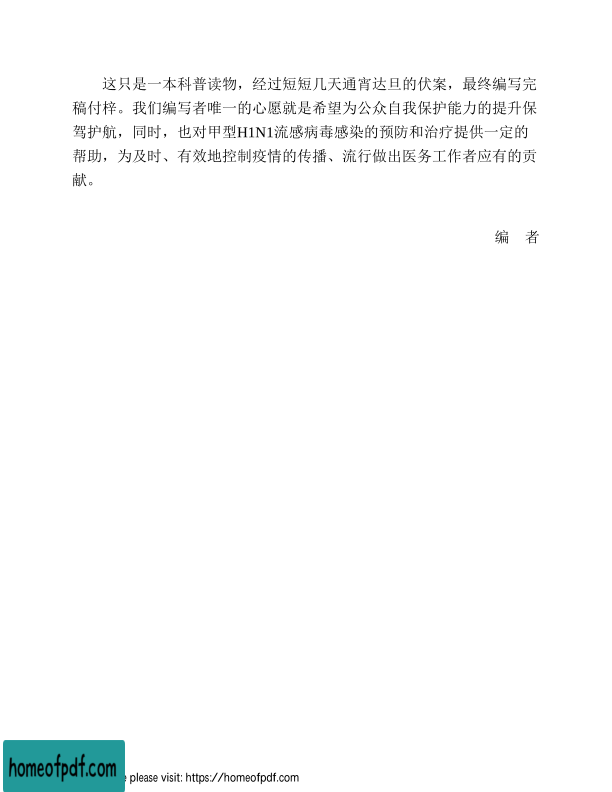 这只是一本科普读物，经过短短几天通宵达旦的伏案，最终编写完
稿付梓。我们编写者唯一的心愿就是希望为公众自我保护能力的提升保
驾护航，同时，也对甲型H1N1流感病毒感染的预防和治疗提供一定的
帮助，为及时、有效地控制疫情的传播、流行做出医务工作者应有的贡
献。
编 者
homeofpdf.com
please visit: https://homeofpdf.com